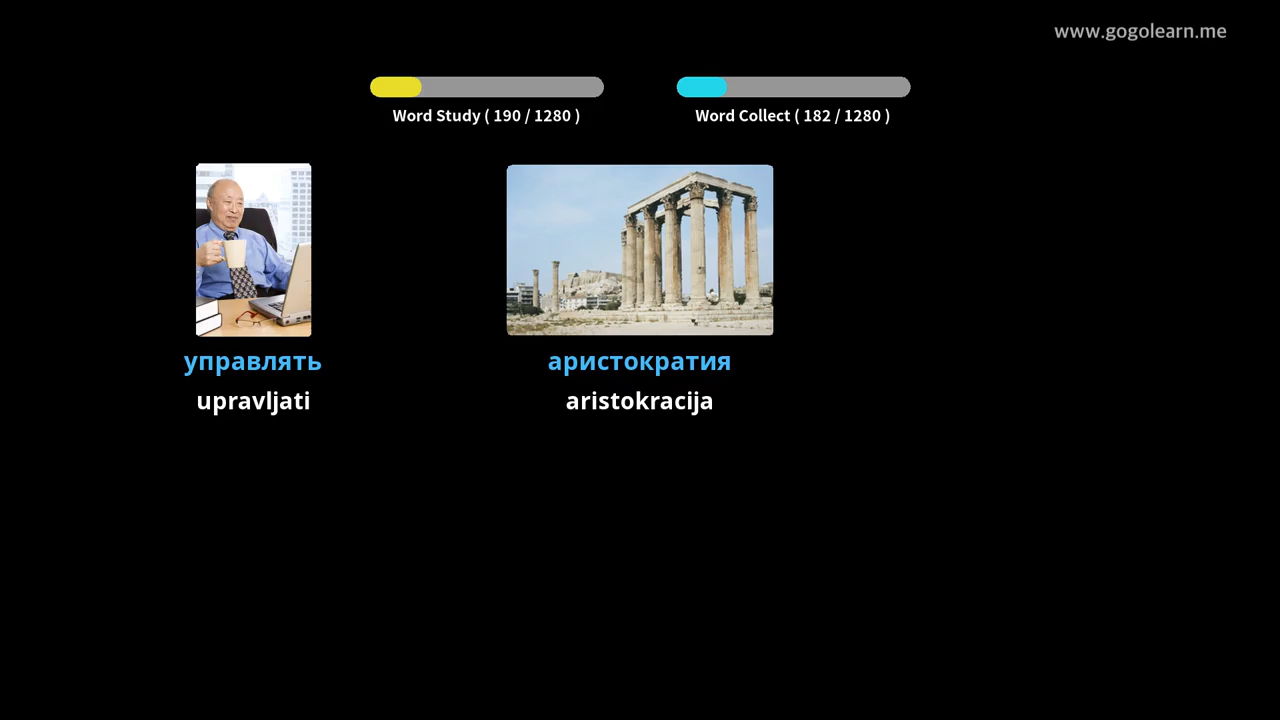 www.gogolearn.me
Word Study ( 190 / 1280 )
Word Collect ( 182 / 1280 )
управлять
upravljati
аристократия
aristokracija